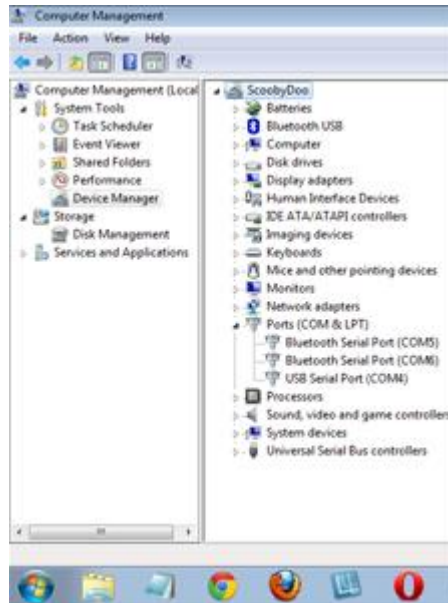 Computer Management
File Action View Help
Computer Management (Local
System Tools
Task Scheduler
Event Viewer
Shared Folders
Performance
Device Manager
Storage
Disk Management
Services and Applications
ScoobyDoo
Batteries
Bluetooth USB
Computer
Disk drives
Display adapters
Human Interface Devices
IDE ATA/ATAPI controllers
Imaging devices
Keyboards
Mice and other pointing devices
Monitors
Network adapters
Ports (COM & LPT)
Bluetooth Serial Port (COM5)
Bluetooth Serial Port (COM6)
USB Serial Port (COM4)
Processors
Sound, video and game controllers
System devices
Universal Serial Bus controllers